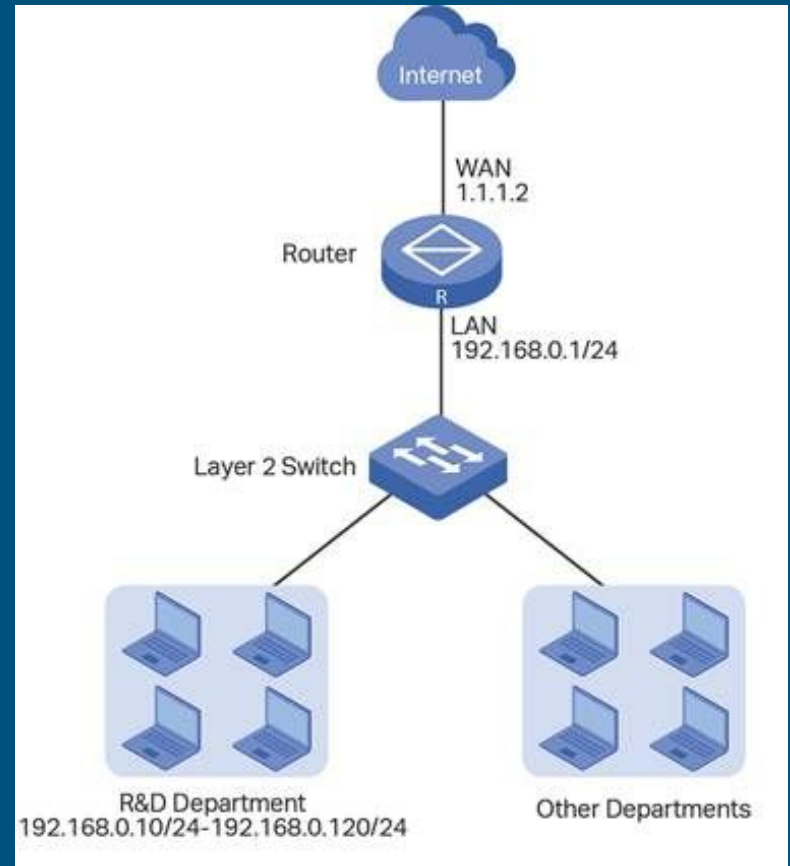 Internet
WAN
1.1.1.2
Router
R
LAN
192.168.0.1/24
Layer 2 Switch
R&D Department
192.168.0.10/24-192.168.0.120/24
Other Departments